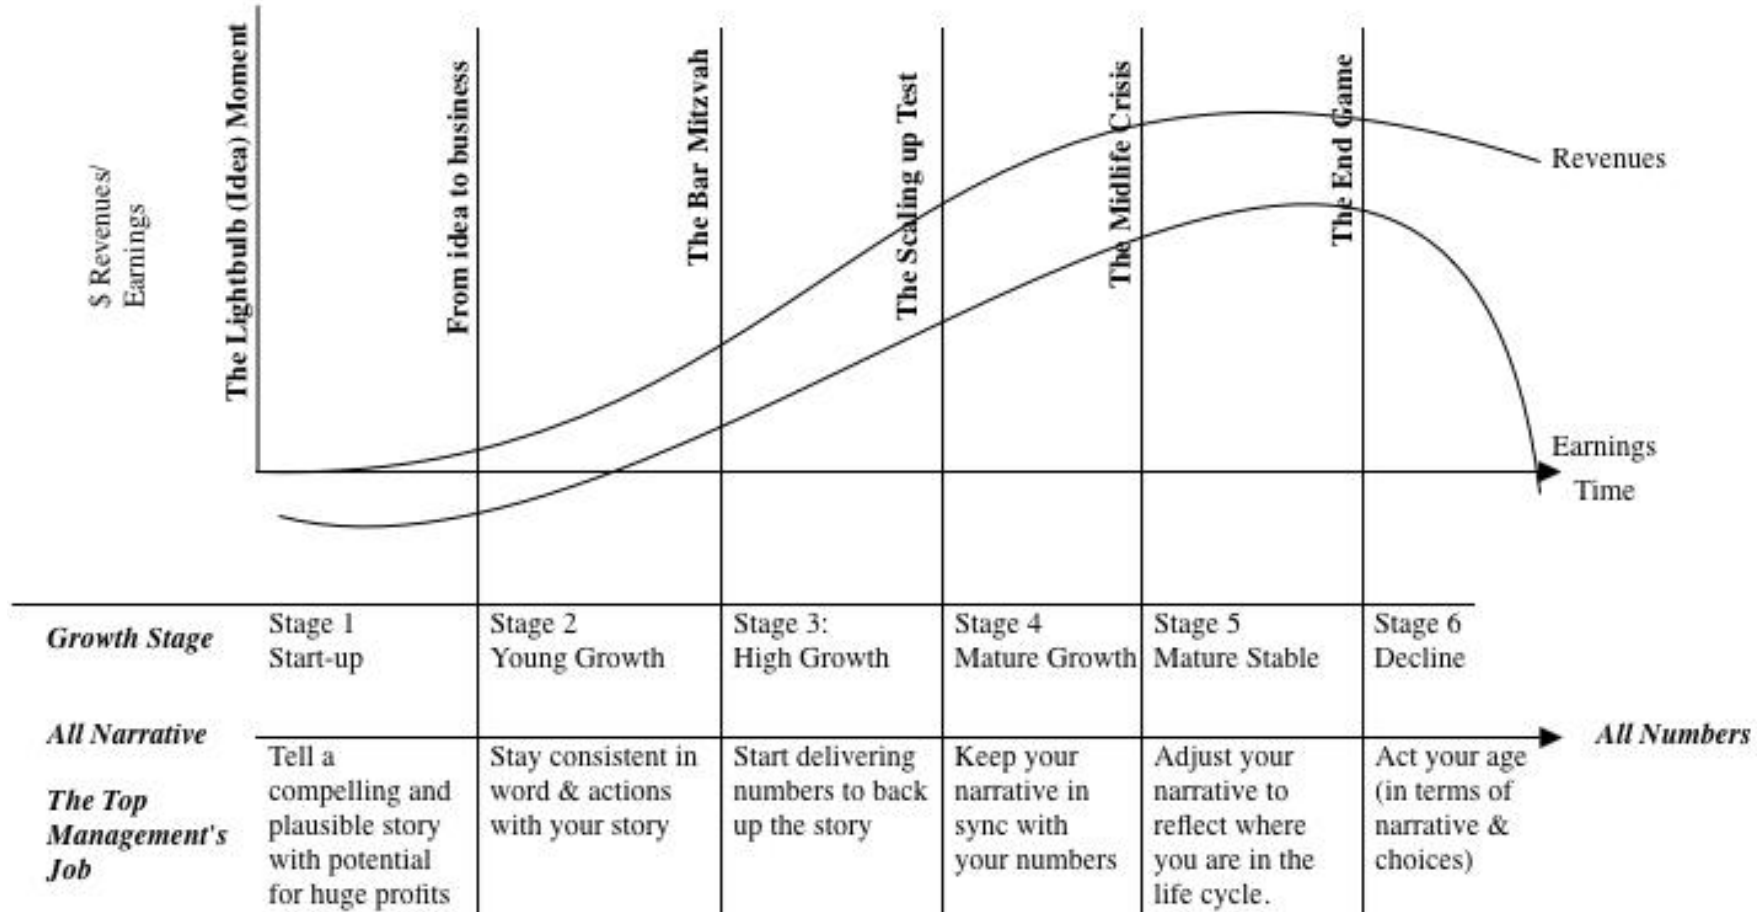 $ Revenues/
Earnings
The Lightbulb (Idea) Moment
From idea to business
The Bar Mitzvah
The Scaling up Test
The Midlife Crisis
The End Game
Revenues
Earnings
Time
Growth Stage
Stage 1
Start-up
Stage 2
Young Growth
Stage 3:
High Growth
Stage 4
Mature Growth
Stage 5
Mature Stable
Stage 6
Decline
All Narrative
All Numbers
The Top
Management's
Job
Tell a
compelling and
plausible story
with potential
for huge profits
Stay consistent in
word & actions
with your story
Start delivering
numbers to back
up the story
Keep your
narrative in
sync with
your numbers
Adjust your
narrative to
reflect where
you are in the
life cycle.
Act your age
(in terms of
narrative &
choices)